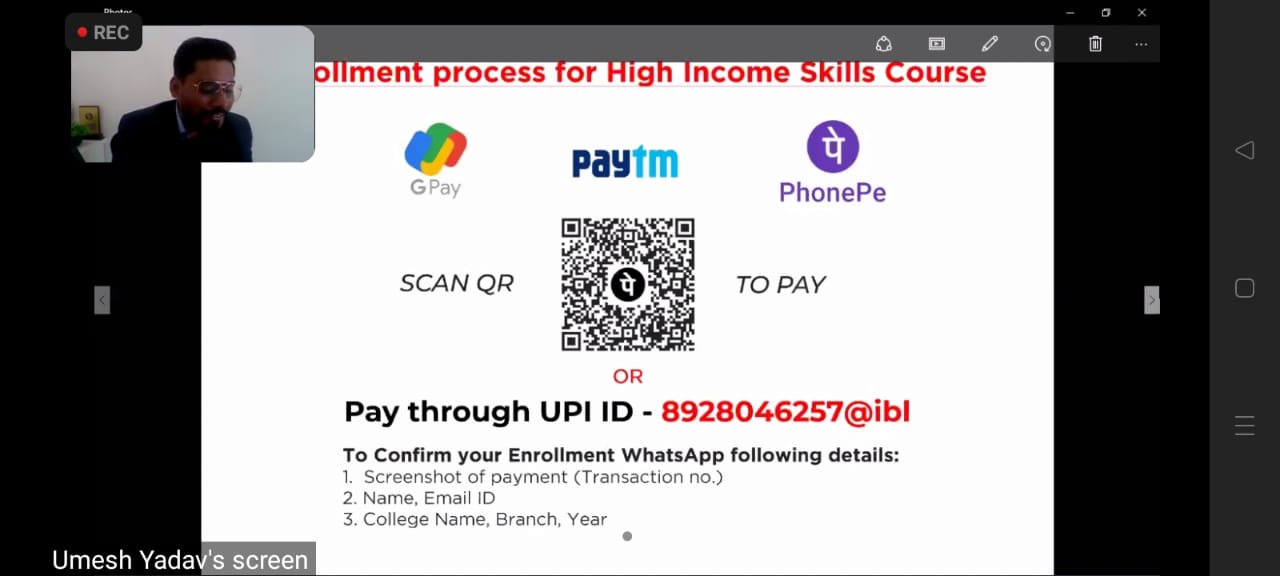 Photos
REC
ollment process for High Income Skills Course
G Pay
paytm
पे
PhonePe
SCAN QR
पे
TO PAY
OR
Pay through UPI ID - 8928046257@ibl
To Confirm your Enrollment WhatsApp following details:
1. Screenshot of payment (Transaction no.)
2. Name, Email ID
3. College Name, Branch, Year
Umesh Yadav's screen